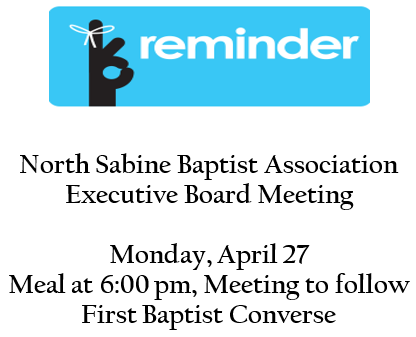 reminder
North Sabine Baptist Association
Executive Board Meeting
Monday, April 27
Meal at 6:00 pm, Meeting to follow
First Baptist Converse